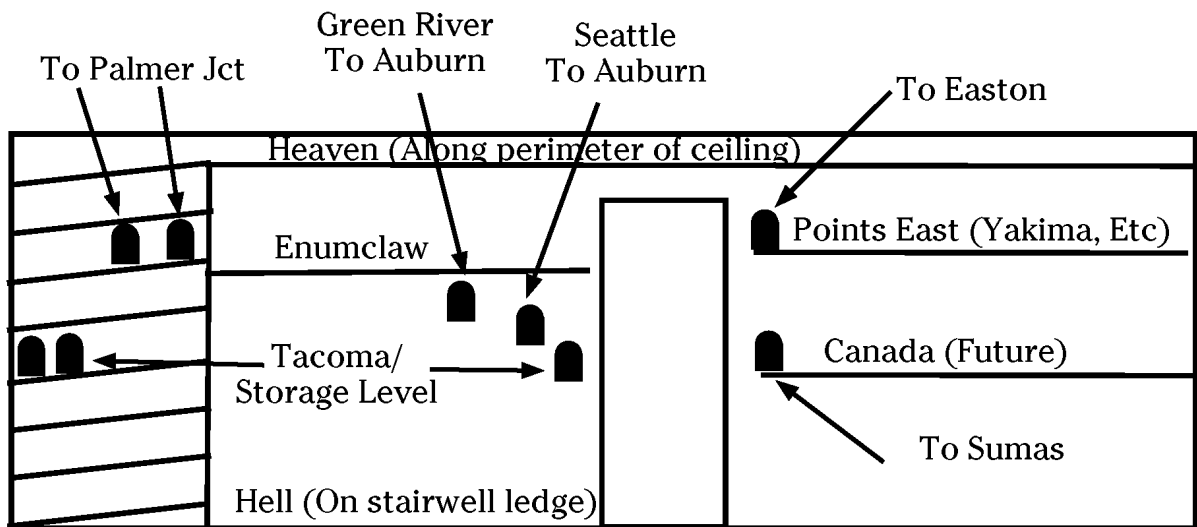 Green River
To Auburn
Seattle
To Auburn
To Palmer Jct
To Easton
Heaven (Along perimeter of ceiling)
Enumclaw
Points East (Yakima, Etc)
Tacoma/
Storage Level
Canada (Future)
To Sumas
Hell (On stairwell ledge)